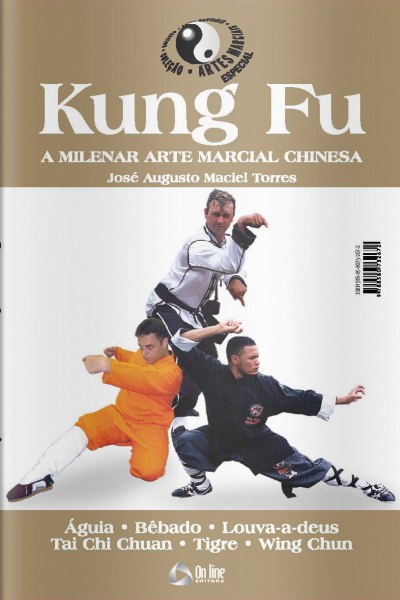 COLEÇÃO • ARTES MARCIAIS
ESPECIAL
Kung Fu
A MILENAR ARTE MARCIAL CHINESA
José Augusto Maciel Torres
Águia • Bêbado • Louva-a-deus
Tai Chi Chuan • Tigre • Wing Chun
On line
EDITORA